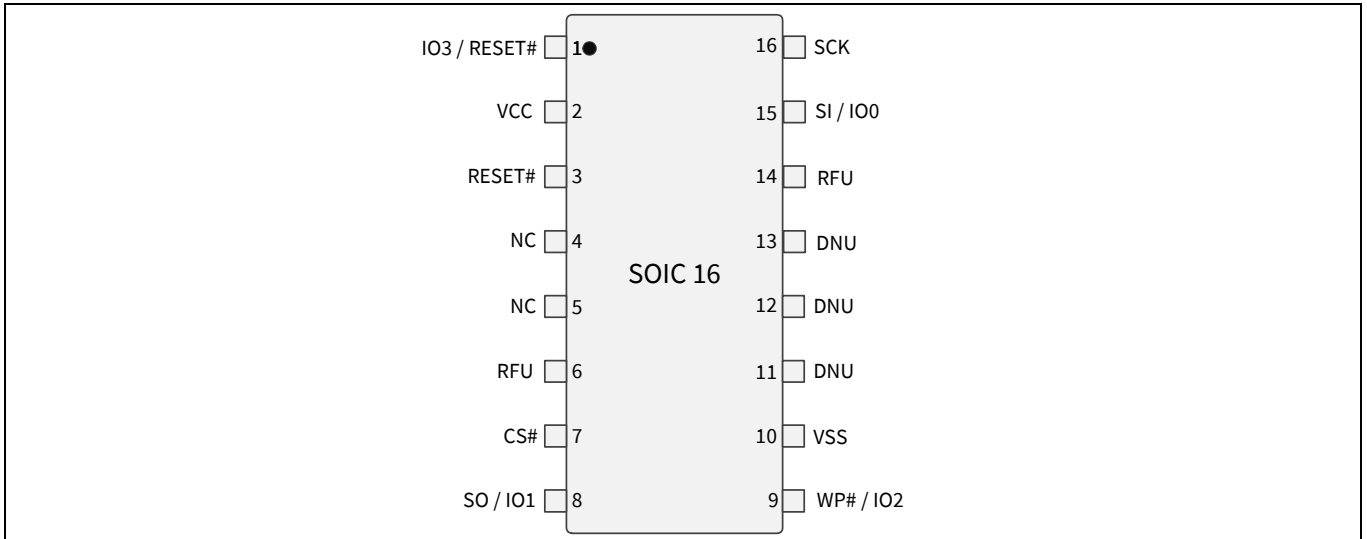 IO3 / RESET# 1 16 SCK
VCC 2 15 SI / IO0
RESET# 3 14 RFU
NC 4 13 DNU
SOIC 16
NC 5 12 DNU
RFU 6 11 DNU
CS# 7 10 VSS
SO / IO1 8 9 WP# / IO2